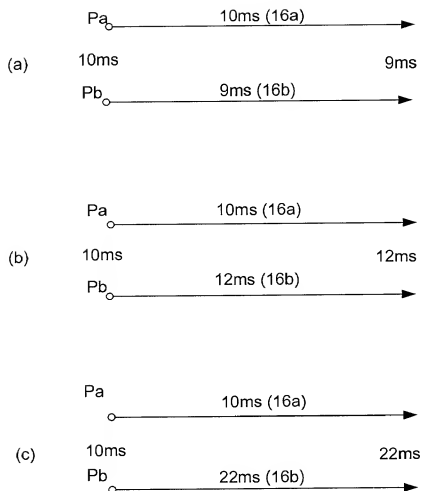 Pa 10ms (16a)
(a) 10ms 9ms
Pb 9ms (16b)
Pa 10ms (16a)
(b) 10ms 12ms
Pb 12ms (16b)
Pa 10ms (16a)
(c) 10ms 22ms
Pb 22ms (16b)